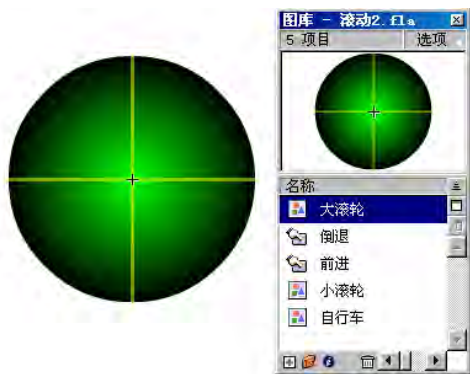 图库 - 滚动2.fla
5 项目 选项
名称
大滚轮
倒退
前进
小滚轮
自行车